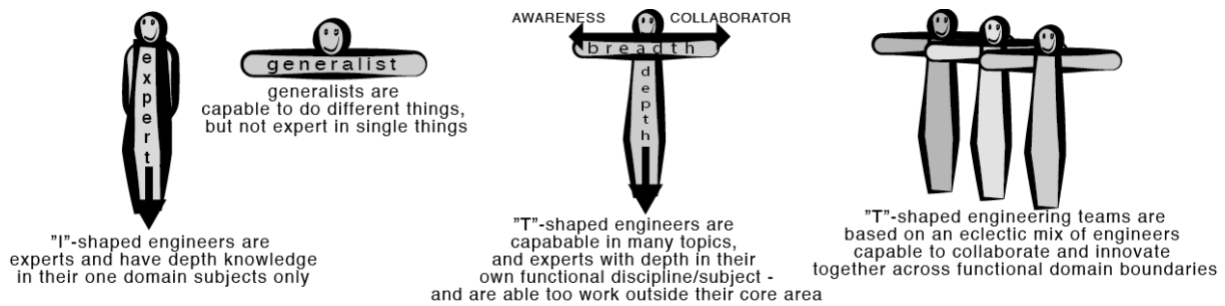 expert
"I"-shaped engineers are
experts and have depth knowledge
in their one domain subjects only
generalist
generalists are
capable to do different things,
but not expert in single things
AWARENESS COLLABORATOR
breadth
depth
"T"-shaped engineers are
capabable in many topics,
and experts with depth in their
own functional discipline/subject -
and are able too work outside their core area
"T"-shaped engineering teams are
based on an eclectic mix of engineers
capable to collaborate and innovate
together across functional domain boundaries